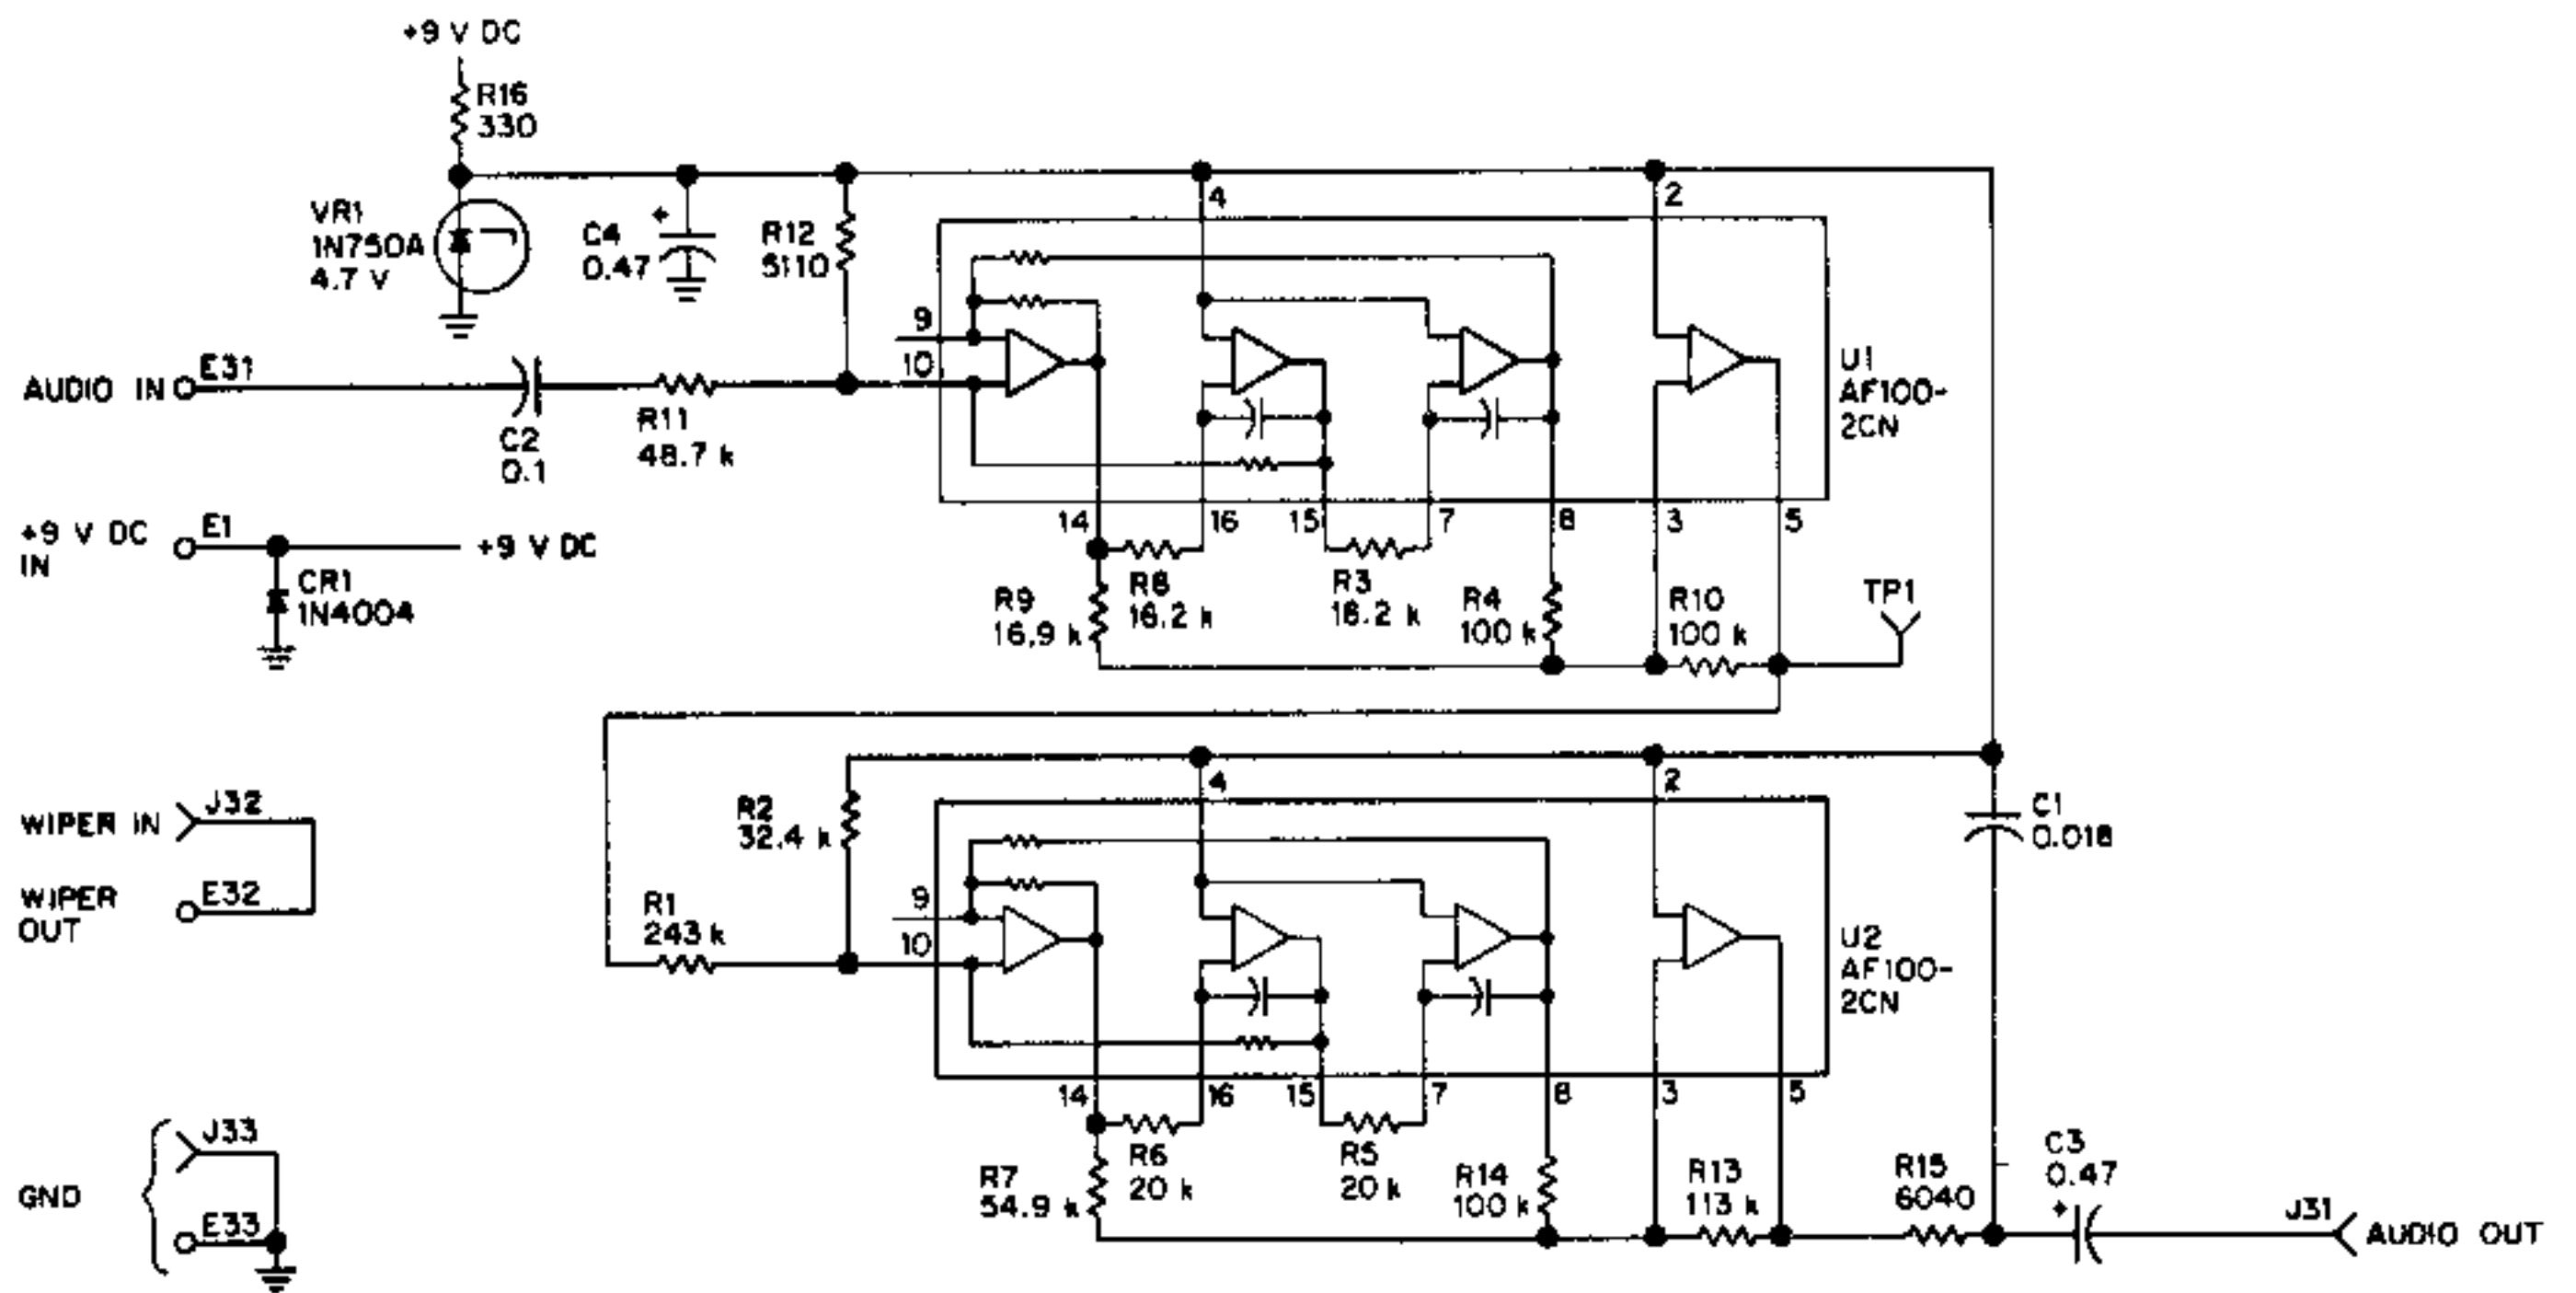 +9 V DC
R16
330
VR1
1N750A
4.7 V
C4
0.47
R12
5110
4
2
9
10
U1
AF100-
2CN
AUDIO IN
E31
C2
0.1
R11
48.7 k
14
16
15
7
8
3
5
+9 V DC
IN
E1
+9 V DC
CR1
1N4004
R9
16.9 k
R8
16.2 k
R3
16.2 k
R4
100 k
R10
100 k
TP1
4
2
R2
32.4 k
C1
0.018
WIPER IN
J32
WIPER
OUT
E32
R1
243 k
9
10
U2
AF100-
2CN
14
16
15
7
8
3
5
GND
J33
E33
R7
54.9 k
R6
20 k
R5
20 k
R14
100 k
R13
113 k
R15
6040
C3
0.47
J31
AUDIO OUT